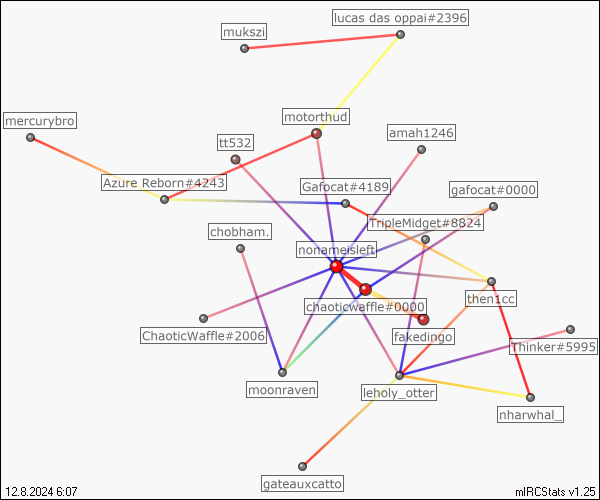 lucas das oppai#2396
mukszi
mercurybro
motorthud
amah1246
tt532
Azure Reborn#4243
Gafocat#4189
gafocat#0000
TripleMidget#8824
chobham.
nonameisleft
then1cc
chaoticwaffle#0000
ChaoticWaffle#2006
fakedingo
Thinker#5995
moonraven
leholy_otter
nharwhal_
gateauxcatto
12.8.2024 6:07
mIRCStats v1.25